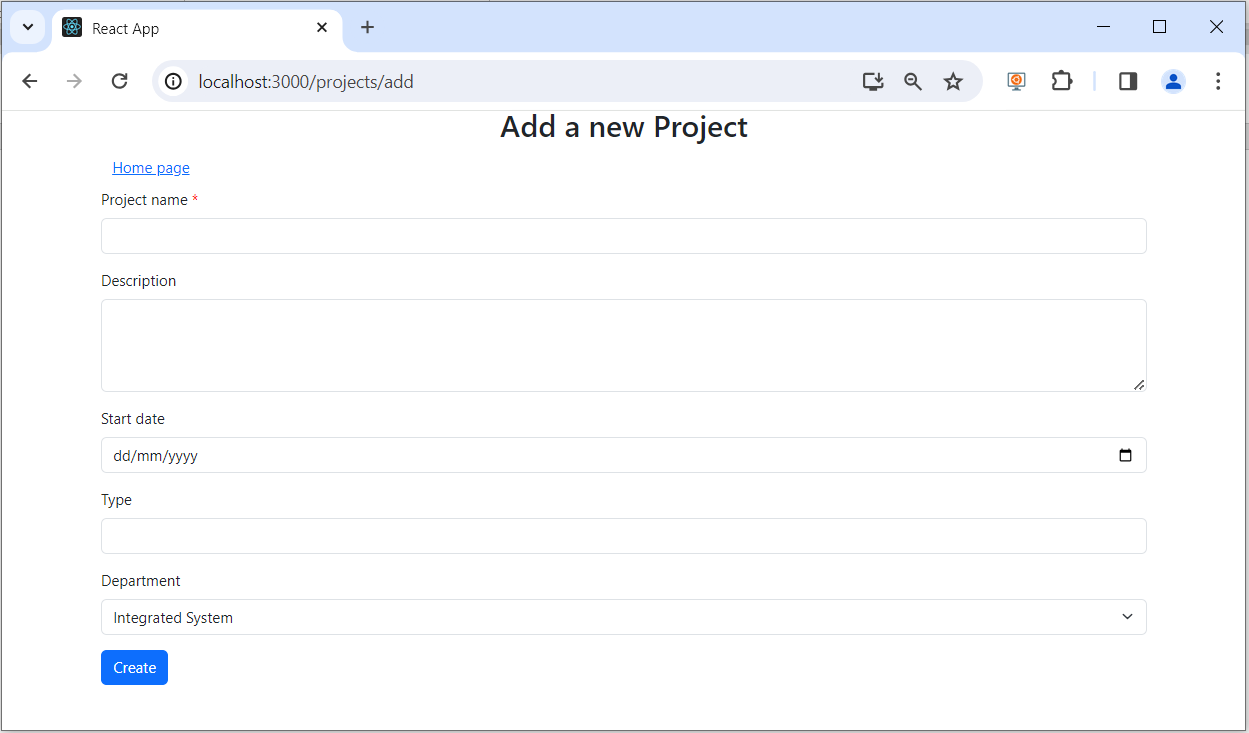 React App
localhost:3000/projects/add
Add a new Project
Home page
Project name *
Description
Start date
dd/mm/yyyy
Type
Department
Integrated System
Create